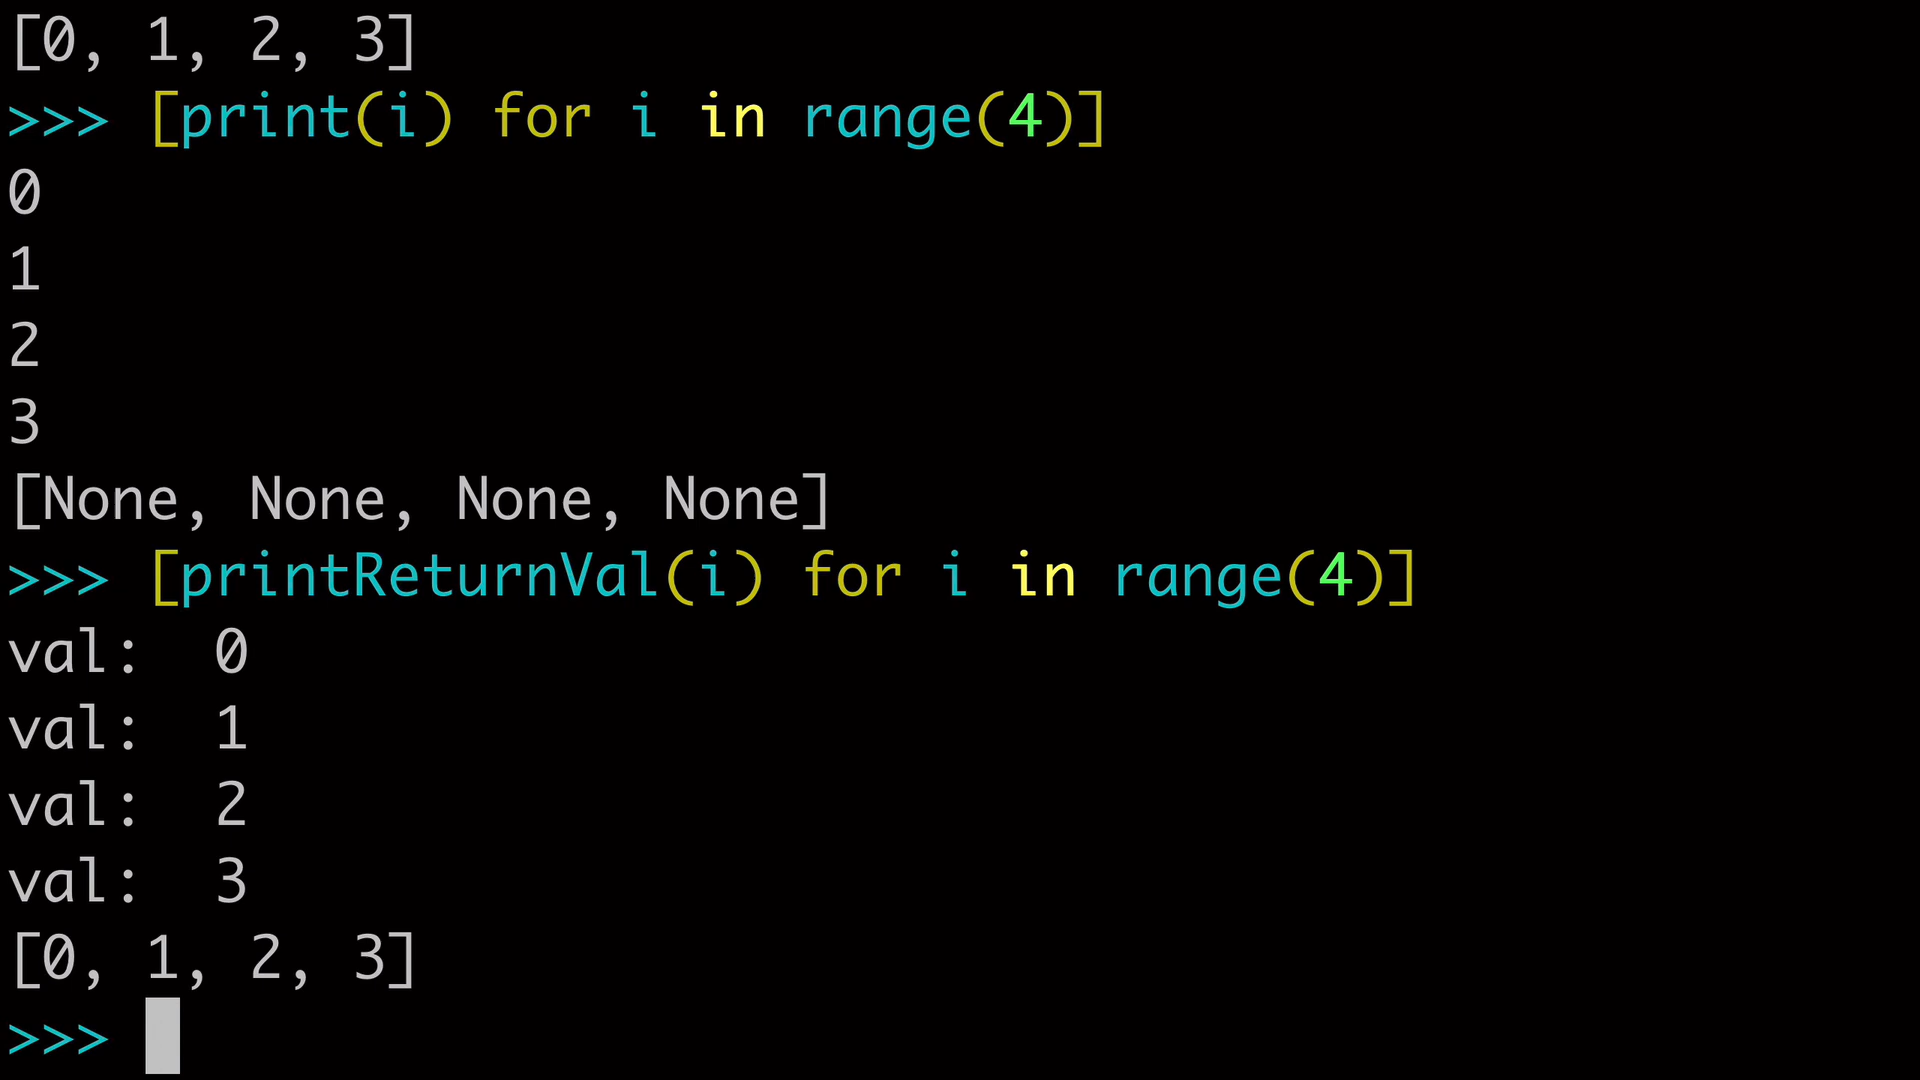 [0, 1, 2, 3]
>>> [print(i) for i in range(4)]
0
1
2
3
[None, None, None, None]
>>> [printReturnVal(i) for i in range(4)]
val:  0
val:  1
val:  2
val:  3
[0, 1, 2, 3]
>>>